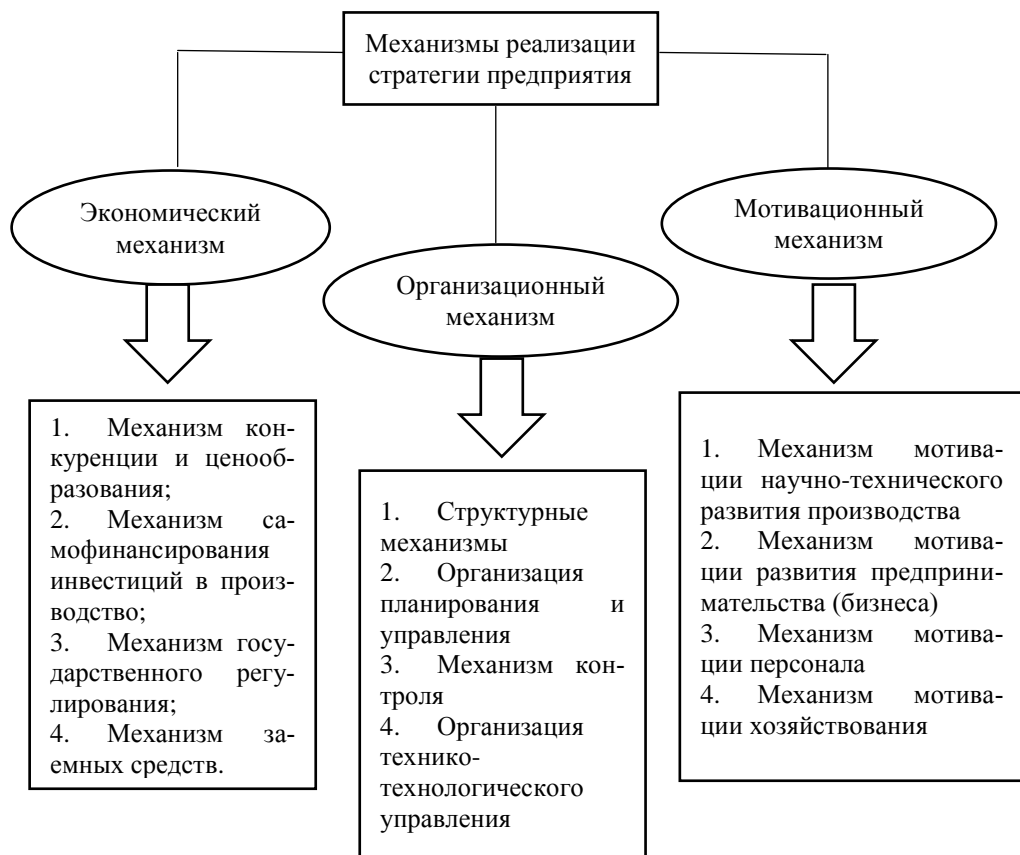 Механизмы реализации
стратегии предприятия
Экономический
механизм
Организационный
механизм
Мотивационный
механизм
1. Механизм кон-
куренции и ценооб-
разования;
2. Механизм са-
мофинансирования
инвестиций в произ-
водство;
3. Механизм госу-
дарственного регу-
лирования;
4. Механизм за-
емных средств.
1. Структурные
механизмы
2. Организация
планирования и
управления
3. Механизм кон-
троля
4. Организация
технико-
технологического
управления
1. Механизм мотива-
ции научно-технического
развития производства
2. Механизм мотива-
ции развития предприни-
мательства (бизнеса)
3. Механизм мотива-
ции персонала
4. Механизм мотива-
ции хозяйствования